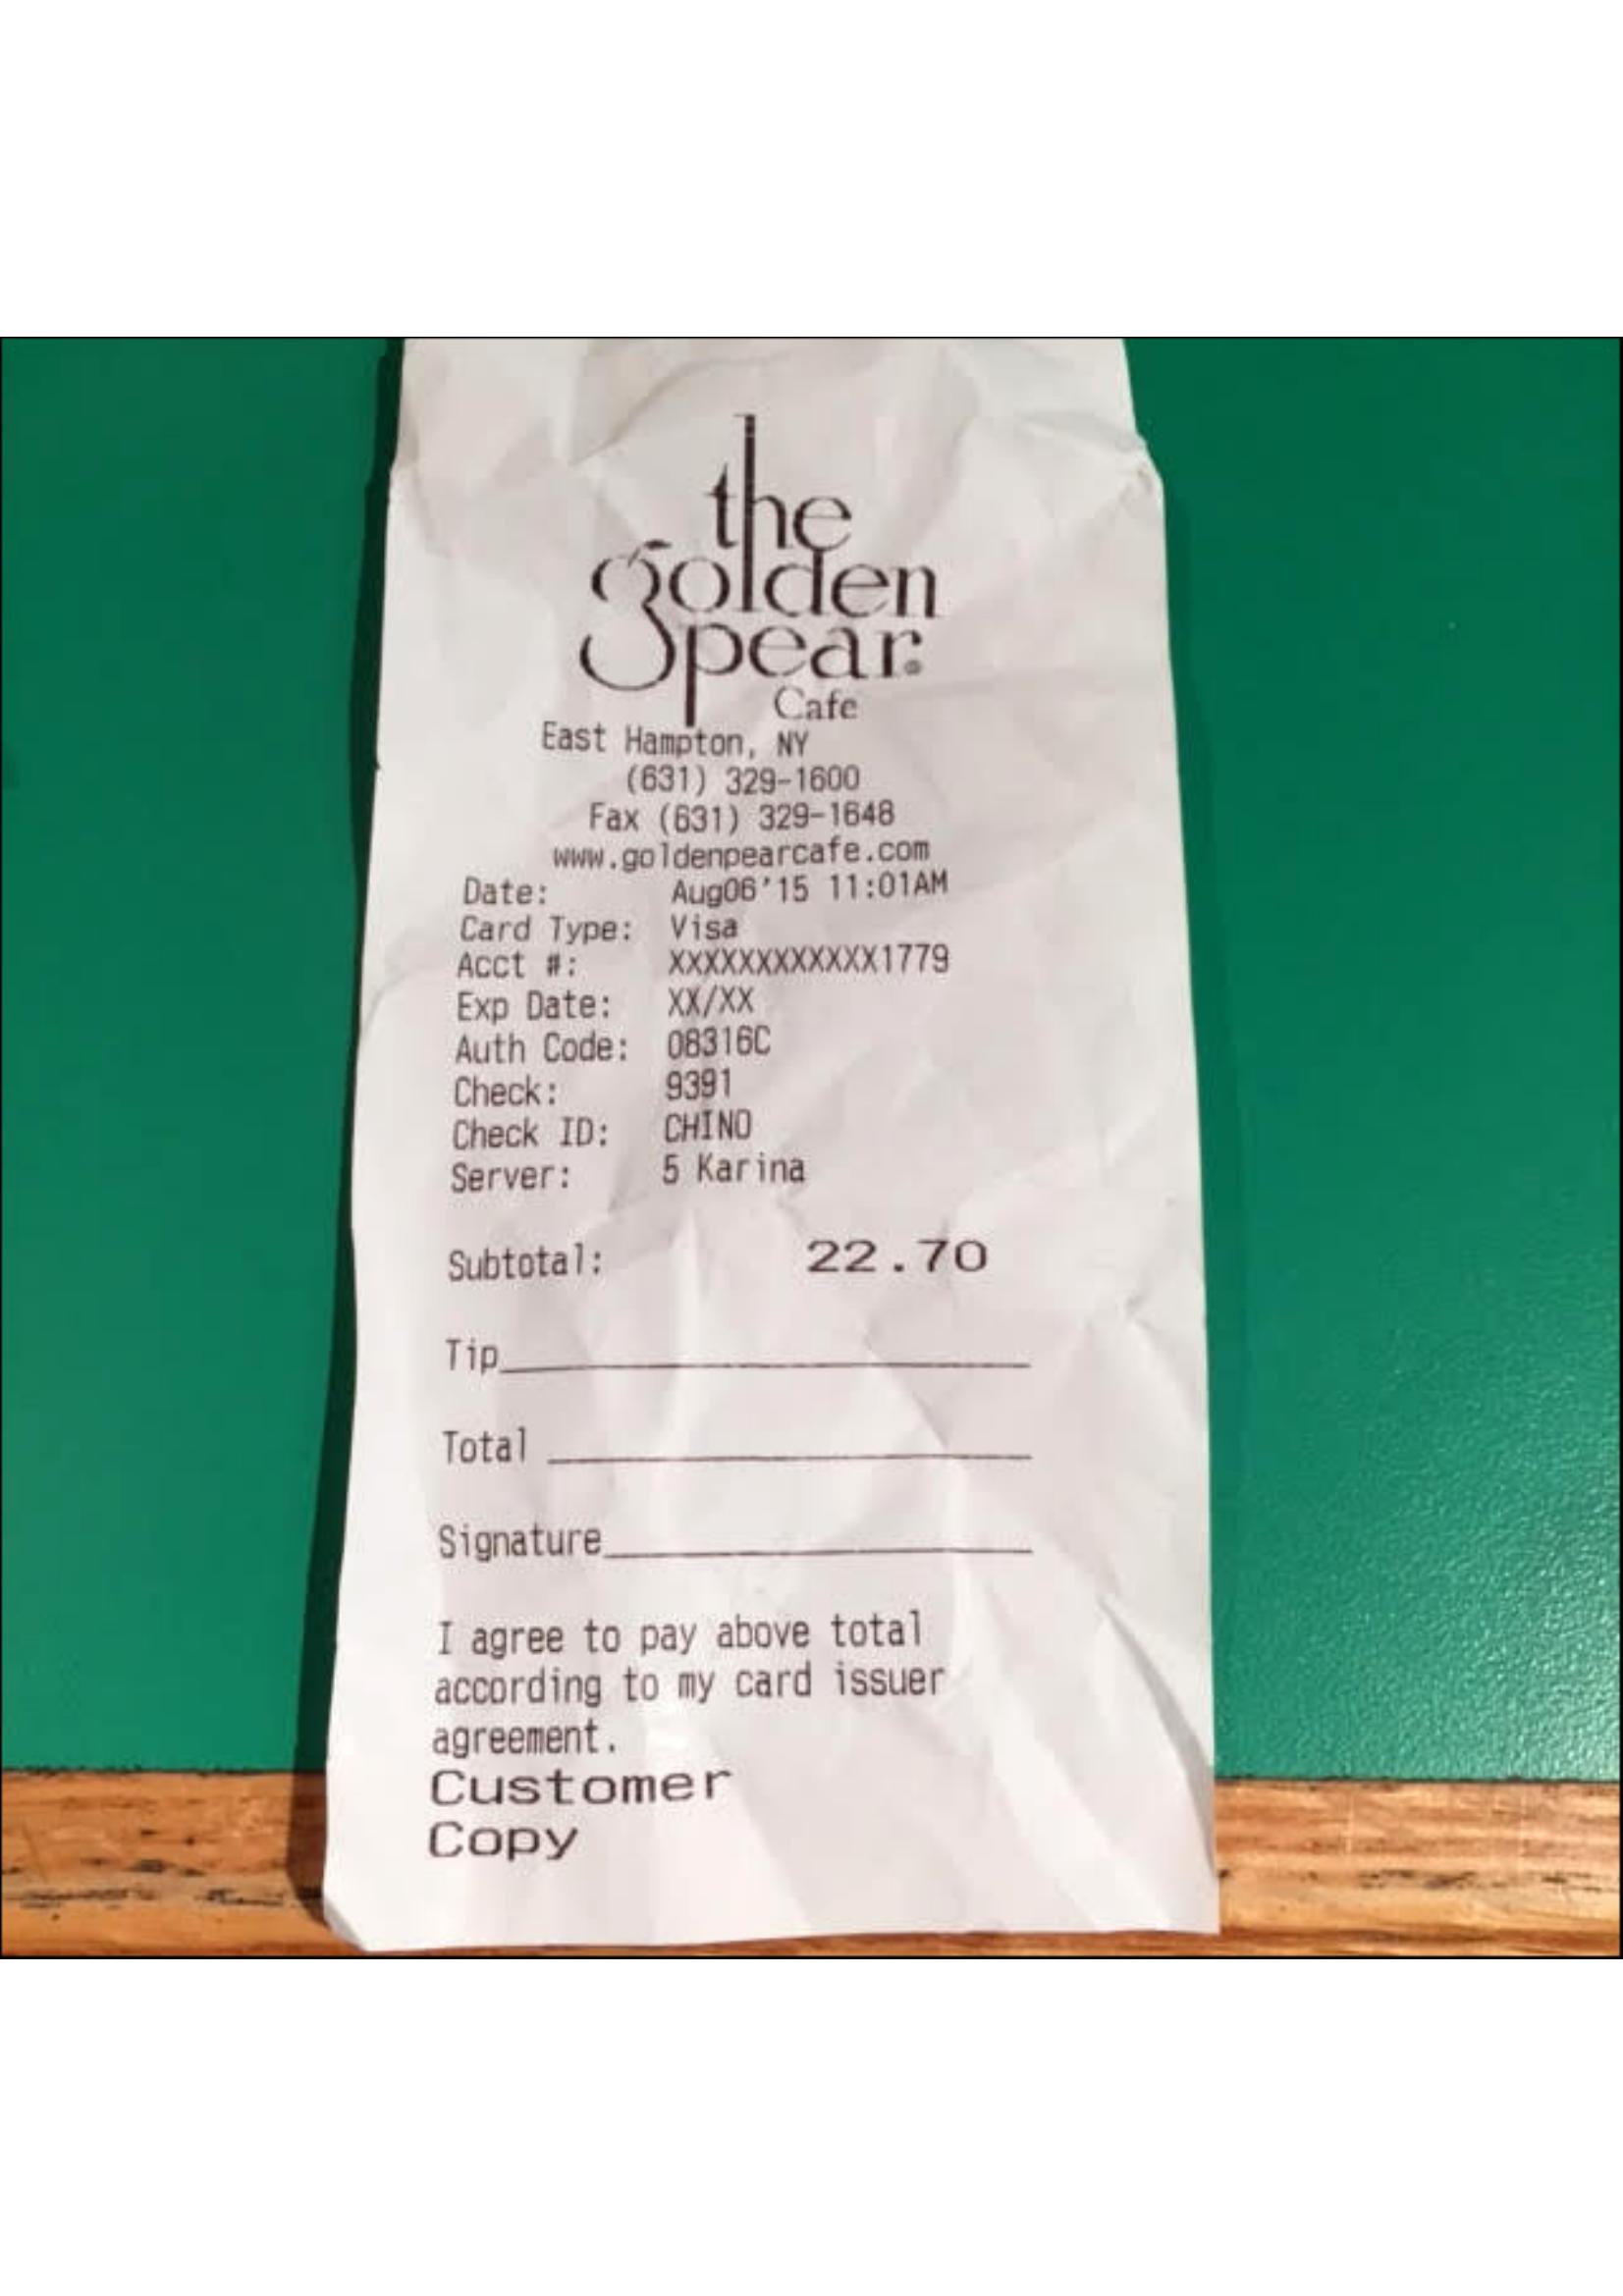 the
golden
pear®
Cafe
East Hampton, NY
(631) 329-1600
Fax (631) 329-1648
www.goldenpearcafe.com
Date: Aug06'15 11:01AM
Card Type: Visa
Acct #: XXXXXXXXXXXX1779
Exp Date: XX/XX
Auth Code: 08316C
Check: 9391
Check ID: CHINO
Server: 5 Karina
Subtotal: 22.70
Tip
Total
Signature
I agree to pay above total
according to my card issuer
agreement.
Customer
Copy